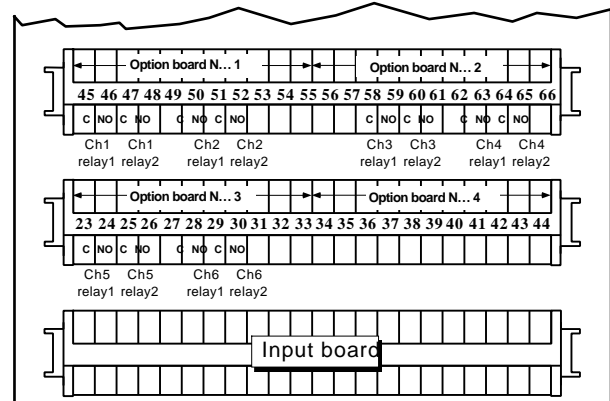 Option board N... 1 Option board N... 2
45 46 47 48 49 50 51 52 53 54 55 56 57 58 59 60 61 62 63 64 65 66
C NO C NO C NO C NO C NO C NO C NO C NO
Ch1 Ch1 Ch2 Ch2 Ch3 Ch3 Ch4 Ch4
relay1 relay2 relay1 relay2 relay1 relay2 relay1 relay2
Option board N... 3 Option board N... 4
23 24 25 26 27 28 29 30 31 32 33 34 35 36 37 38 39 40 41 42 43 44
C NO C NO C NO C NO
Ch5 Ch5 Ch6 Ch6
relay1 relay2 relay1 relay2
Input board